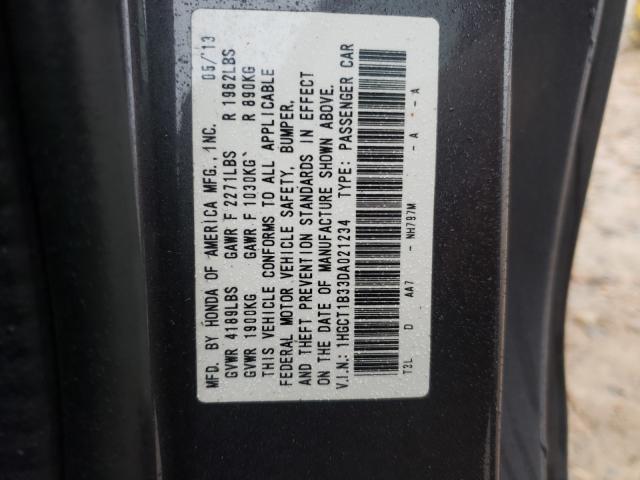 MFD. BY HONDA OF AMERICA MFG., INC. 05/13
GVWR 4189LBS GAWR F 2271LBS R 1962LBS
GVWR 1900KG GAWR F 1030KG R 890KG
THIS VEHICLE CONFORMS TO ALL APPLICABLE
FEDERAL MOTOR VEHICLE SAFETY, BUMPER,
AND THEFT PREVENTION STANDARDS IN EFFECT
ON THE DATE OF MANUFACTURE SHOWN ABOVE.
V.I.N.: 1HGCT1B33DA021234 TYPE: PASSENGER CAR
T2L D AA7 - NH797M - A - A